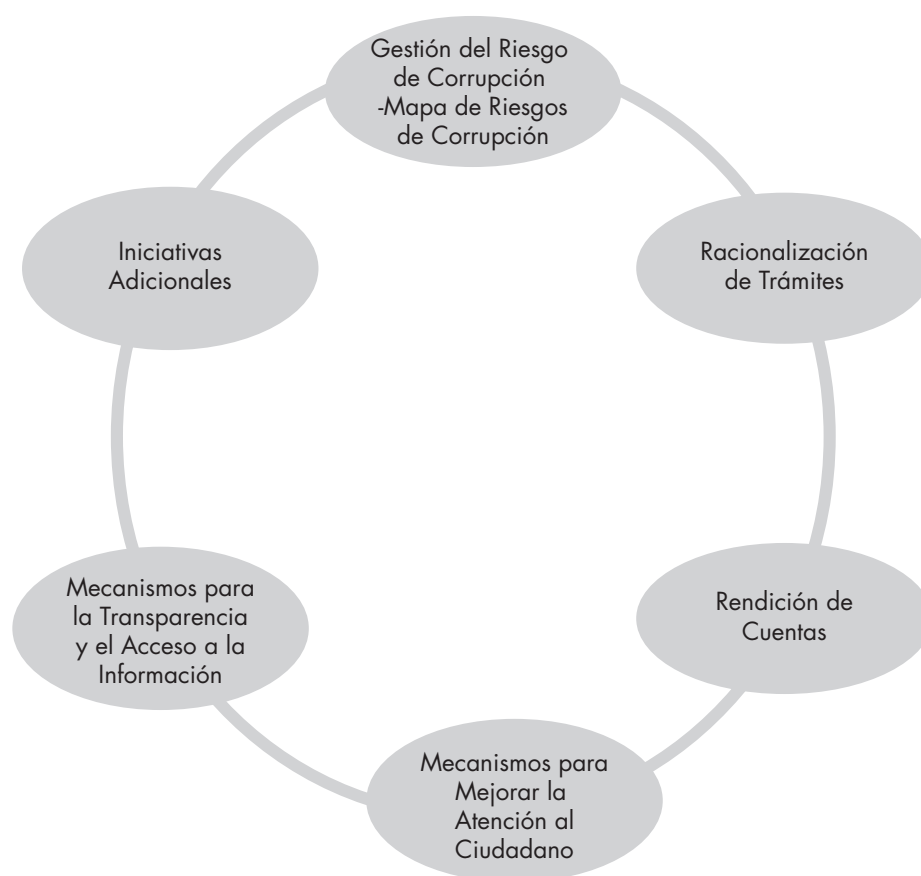 Gestión del Riesgo
de Corrupción
-Mapa de Riesgos
de Corrupción
Racionalización
de Trámites
Rendición de
Cuentas
Mecanismos para
Mejorar la
Atención al
Ciudadano
Mecanismos para
la Transparencia
y el Acceso a la
Información
Iniciativas
Adicionales